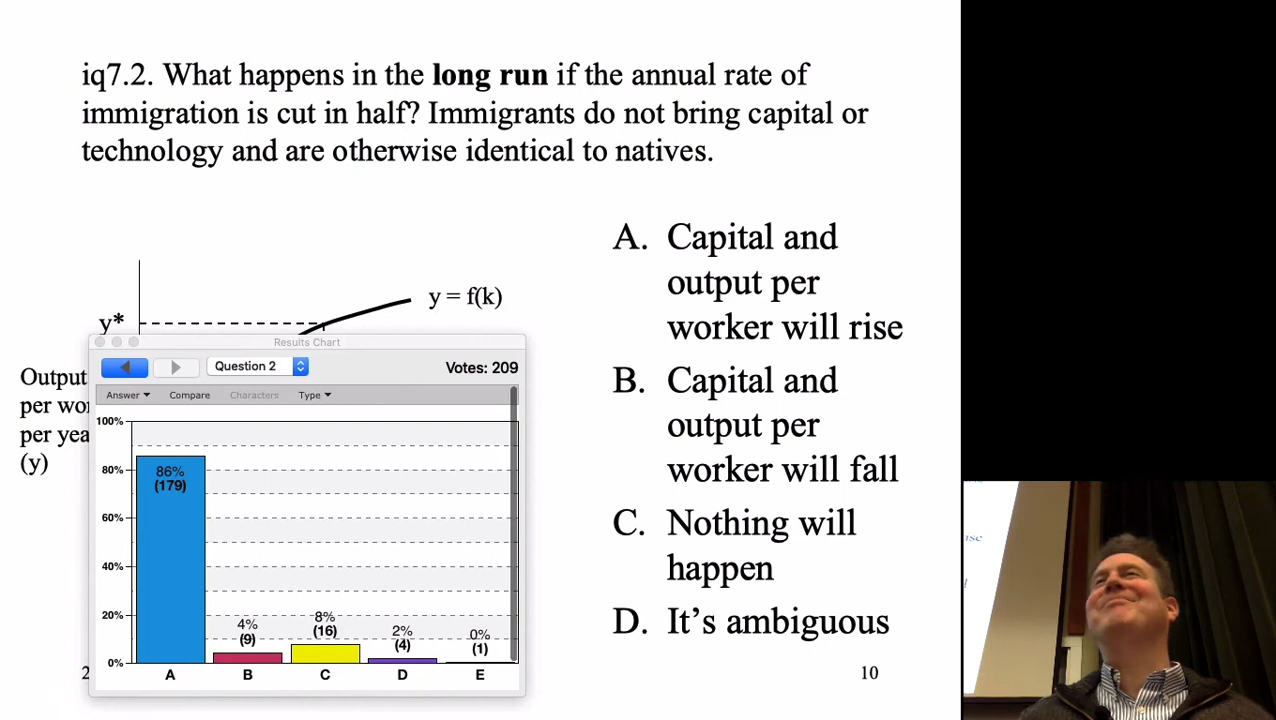 iq7.2. What happens in the long run if the annual rate of
immigration is cut in half? Immigrants do not bring capital or
technology and are otherwise identical to natives.
A. Capital and
output per
worker will rise
B. Capital and
output per
worker will fall
C. Nothing will
happen
D. It's ambiguous
y = f(k)
y*
Output
per
per yea
(y)
Results Chart
Question 2
Votes: 209
Answer Compare Characters Type
100%
80%
60%
40%
20%
0%
86%
(179)
4%
(9)
8%
(16)
2%
(4)
0%
(1)
A B C D E
2
10